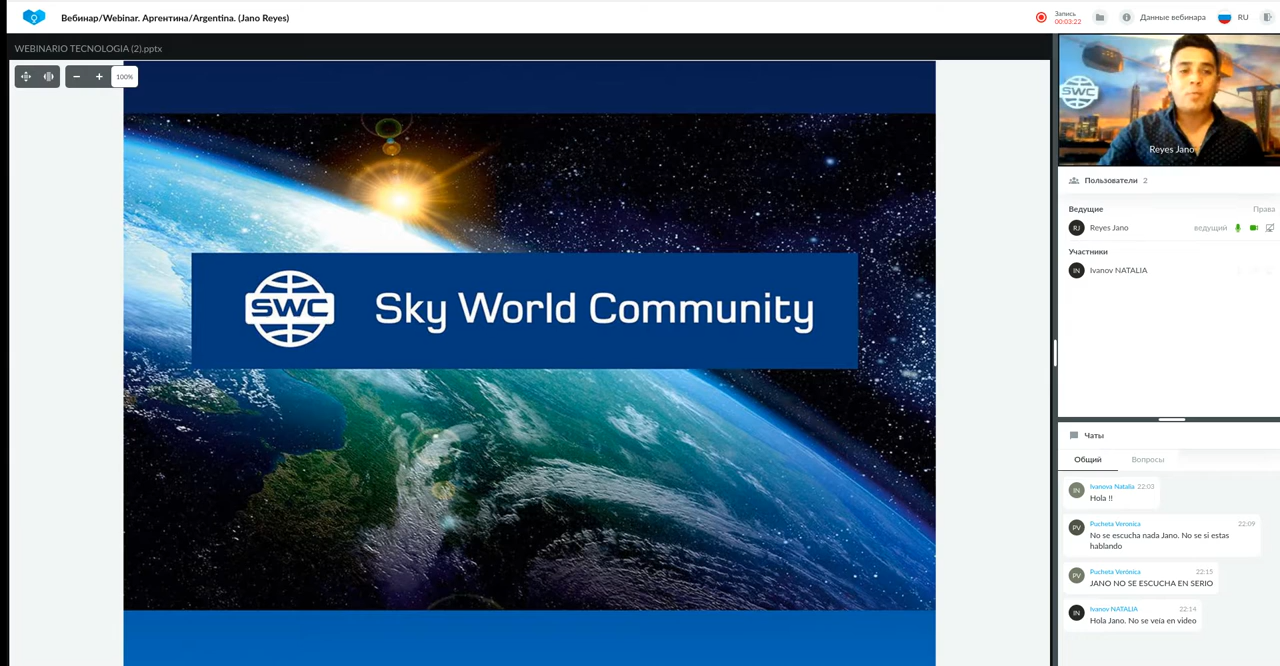 Вебинар/Webinar. Аргентина/Argentina. (Jano Reyes)
Запись
00:03:22
Данные вебинара
RU
WEBINARIO TECNOLOGIA (2).pptx
100%
SWC
Sky World Community
SWC
Reyes Jano
Пользователи 2
Ведущие Права
RJ Reyes Jano ведущий
Участники
IN Ivanov NATALIA
Чаты
Общий Вопросы
IN Ivanova Natalia 22:03
Hola !!
PV Pucheta Veronica 22:09
No se escucha nada Jano. No se si estas
hablando
PV Pucheta Verónica 22:15
JANO NO SE ESCUCHA EN SERIO
IN Ivanov NATALIA 22:14
Hola Jano. No se veía en video